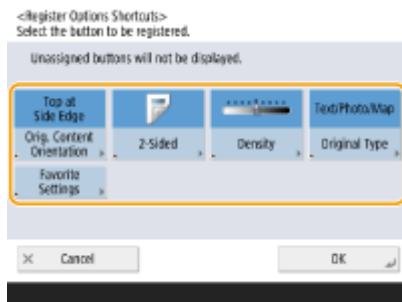 <Register Options Shortcuts>
Select the button to be registered.
Unassigned buttons will not be displayed.
Top at
Side Edge
Text/Photo/Map
Orig. Content
Orientation
2-Sided
Density
Original Type
Favorite
Settings
× Cancel
OK